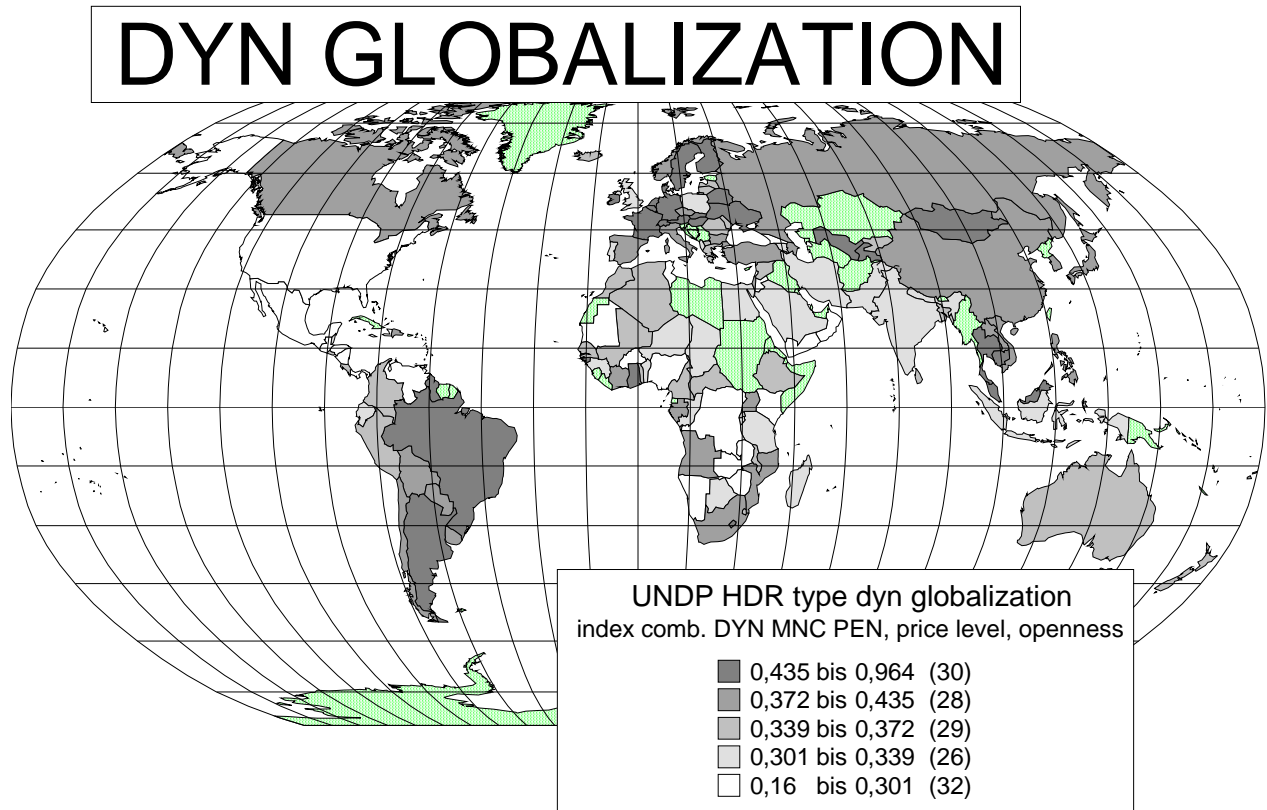 DYN GLOBALIZATION
UNDP HDR type dyn globalization
index comb. DYN MNC PEN, price level, openness
0,435 bis 0,964 (30)
0,372 bis 0,435 (28)
0,339 bis 0,372 (29)
0,301 bis 0,339 (26)
0,16 bis 0,301 (32)